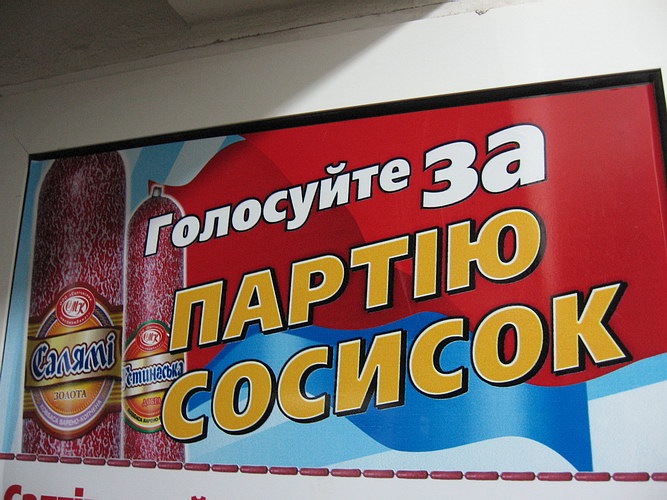 Голосуйте за
ПАРТІЮ
СОСИСОК
Салямі
ЗОЛОТА